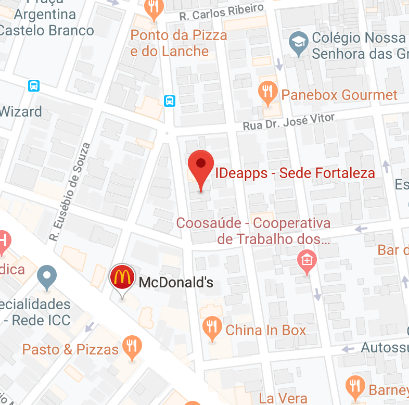 Praça
Argentina
Castelo Branco
R. Carlos Ribeiro
Ponto da Pizza
e do Lanche
Colégio Nossa
Senhora das Gr
Panebox Gourmet
Wizard
Rua Dr. José Vitor
R. Eusébio de Souza
IDeapps - Sede Fortaleza
Es
Coosaúde - Cooperativa
de Trabalho dos...
Bar d
H
dica
M
McDonald's
ecialidades
- Rede ICC
China In Box
Pasto & Pizzas
C
Autossu
Barney
La Vera